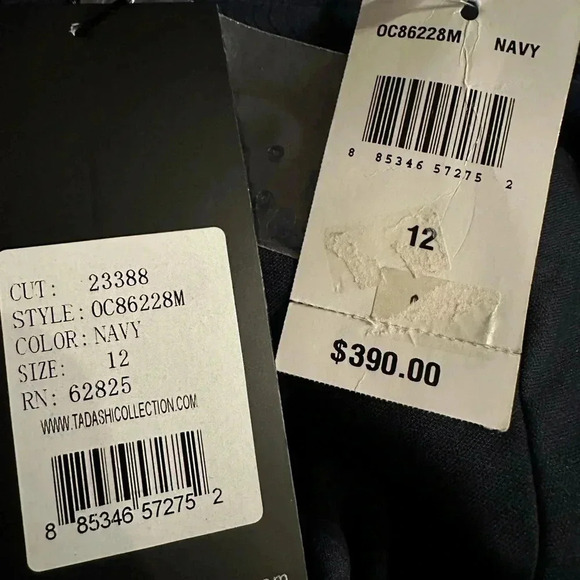 OC86228M NAVY
8 85346 57275 2
12
$390.00
CUT: 23388
STYLE: OC86228M
COLOR: NAVY
SIZE: 12
RN: 62825
WWW.TADASHICOLLECTION.COM
8 85346 57275 2